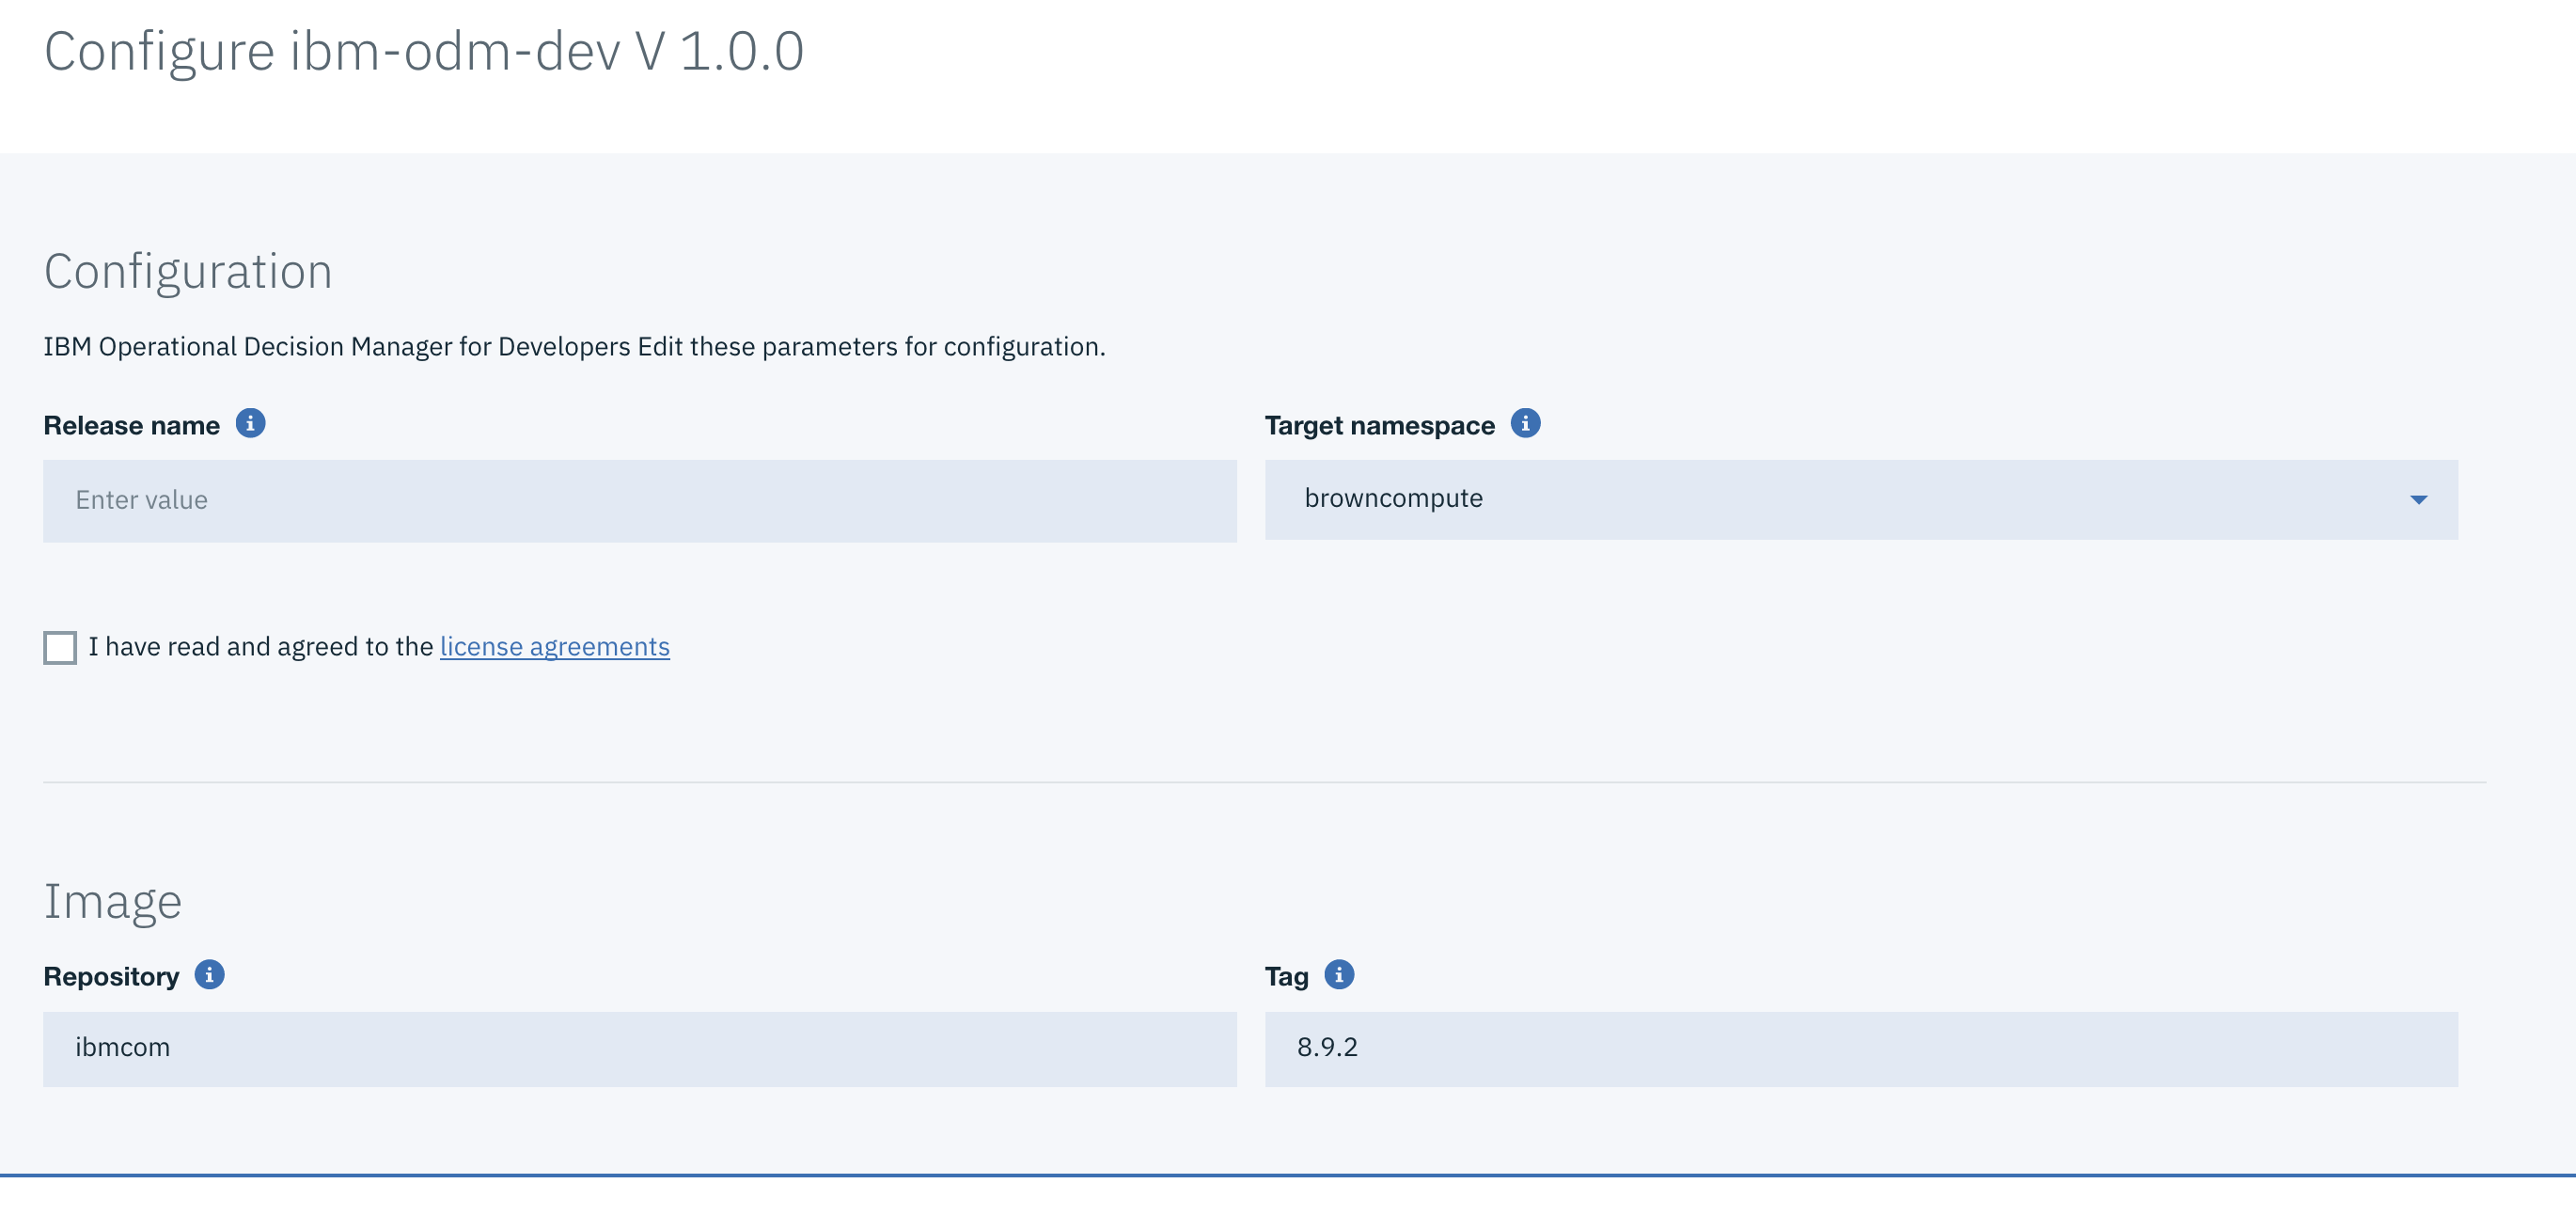 Configure ibm-odm-dev V 1.0.0
Configuration
IBM Operational Decision Manager for Developers Edit these parameters for configuration.
Release name
Target namespace
Enter value
browncompute
I have read and agreed to the license agreements
Image
Repository
Tag
ibmcom
8.9.2